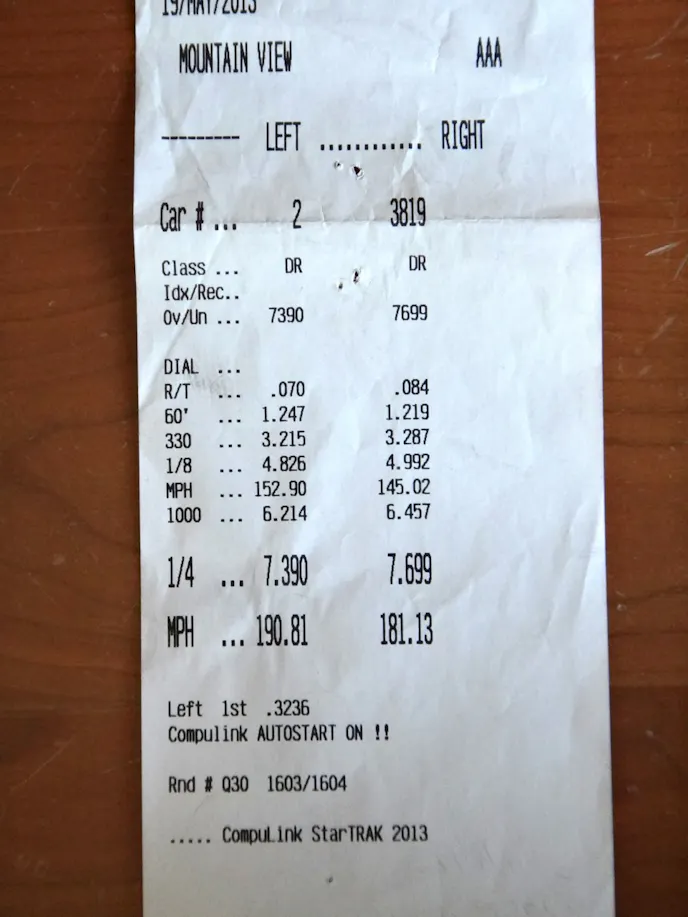 19/MAY/2013
MOUNTAIN VIEW AAA
--------- LEFT ............ RIGHT
Car # ... 2 3819
Class ... DR DR
Idx/Rec..
Ov/Un ... 7390 7699
DIAL ...
R/T ... .070 .084
60' ... 1.247 1.219
330 ... 3.215 3.287
1/8 ... 4.826 4.992
MPH ... 152.90 145.02
1000 ... 6.214 6.457
1/4 ... 7.390 7.699
MPH ... 190.81 181.13
Left 1st .3236
Compulink AUTOSTART ON !!
Rnd # Q30 1603/1604
..... CompuLink StarTRAK 2013